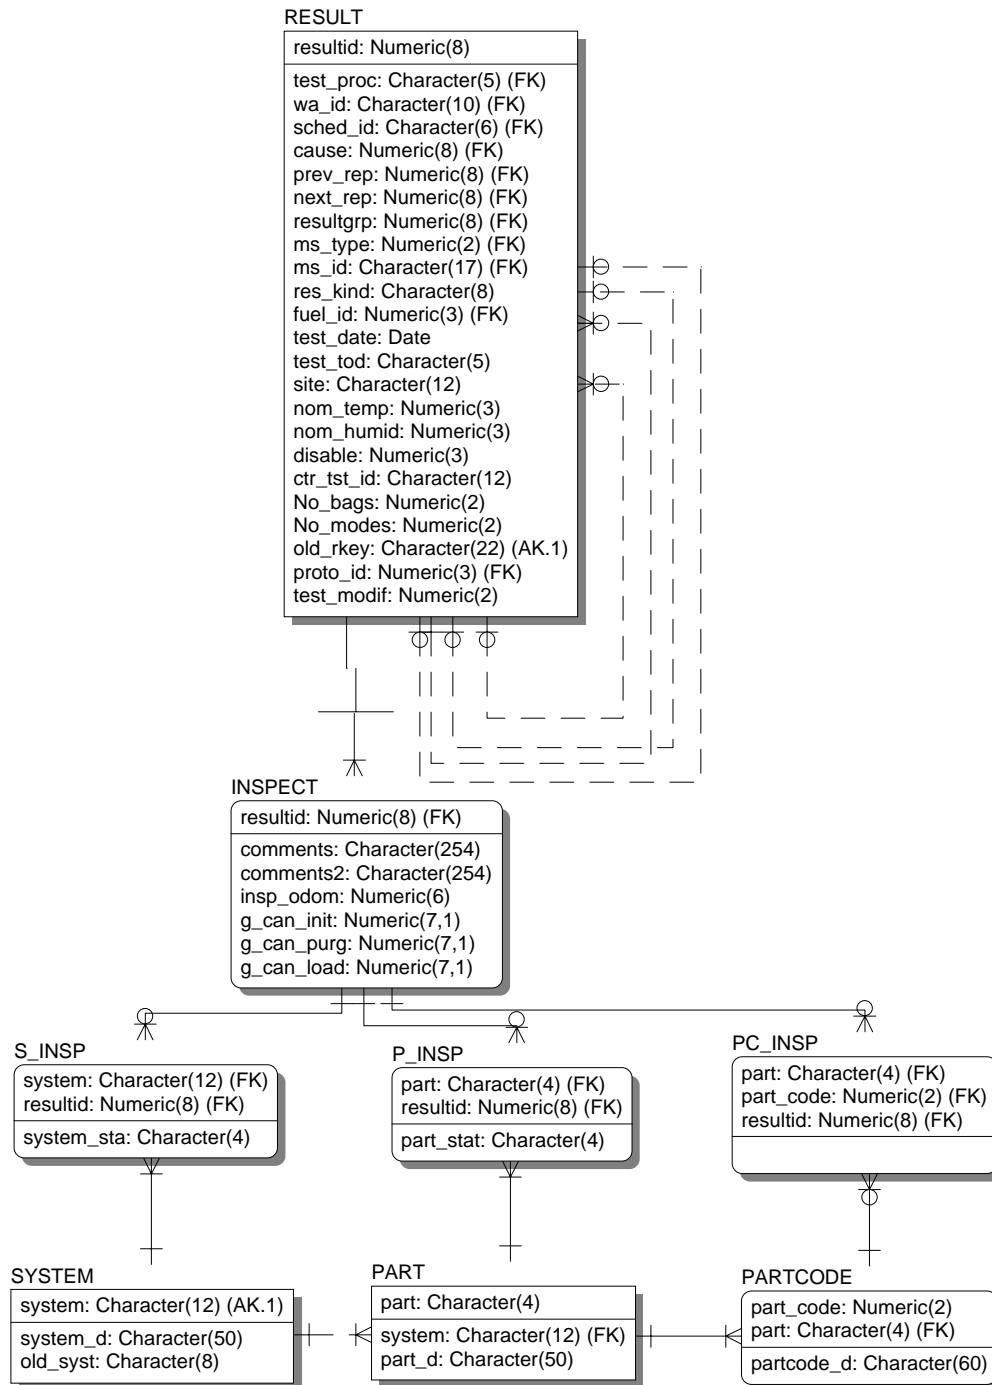 RESULT
resultid: Numeric(8)
test_proc: Character(5) (FK)
wa_id: Character(10) (FK)
sched_id: Character(6) (FK)
cause: Numeric(8) (FK)
prev_rep: Numeric(8) (FK)
next_rep: Numeric(8) (FK)
resultgrp: Numeric(8) (FK)
ms_type: Numeric(2) (FK)
ms_id: Character(17) (FK)
res_kind: Character(8)
fuel_id: Numeric(3) (FK)
test_date: Date
test_tod: Character(5)
site: Character(12)
nom_temp: Numeric(3)
nom_humid: Numeric(3)
disable: Numeric(3)
ctr_tst_id: Character(12)
No_bags: Numeric(2)
No_modes: Numeric(2)
old_rkey: Character(22) (AK.1)
proto_id: Numeric(3) (FK)
test_modif: Numeric(2)
INSPECT
resultid: Numeric(8) (FK)
comments: Character(254)
comments2: Character(254)
insp_odom: Numeric(6)
g_can_init: Numeric(7,1)
g_can_purg: Numeric(7,1)
g_can_load: Numeric(7,1)
S_INSP
system: Character(12) (FK)
resultid: Numeric(8) (FK)
system_sta: Character(4)
P_INSP
part: Character(4) (FK)
resultid: Numeric(8) (FK)
part_stat: Character(4)
PC_INSP
part: Character(4) (FK)
part_code: Numeric(2) (FK)
resultid: Numeric(8) (FK)
SYSTEM
system: Character(12) (AK.1)
system_d: Character(50)
old_syst: Character(8)
PART
part: Character(4)
system: Character(12) (FK)
part_d: Character(50)
PARTCODE
part_code: Numeric(2)
part: Character(4) (FK)
partcode_d: Character(60)